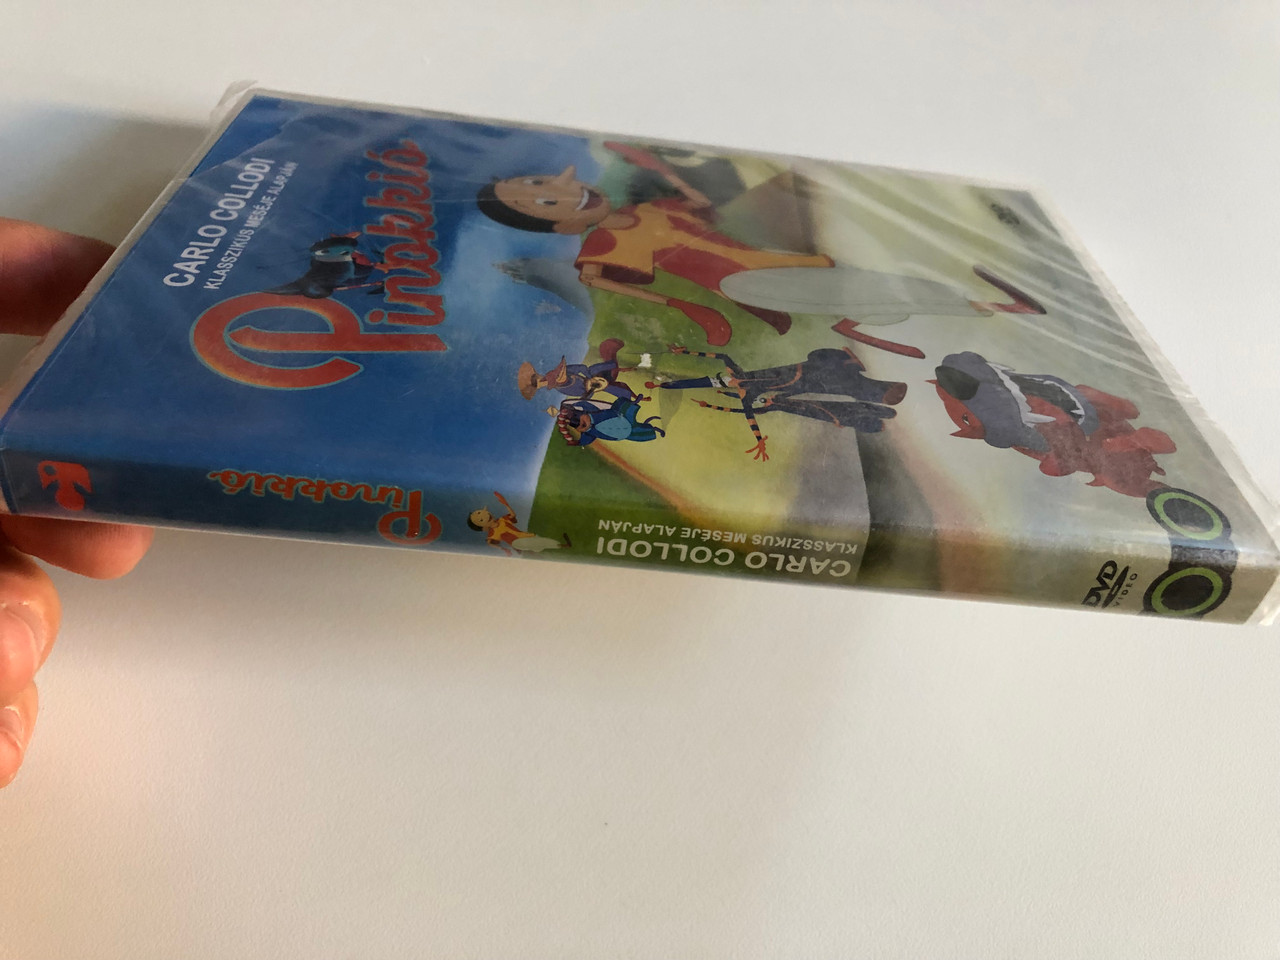 CARLO COLLODI
KLASSZIKUS MESÉJE ALAPJÁN
Pinokkió
Pinokkió
CARLO COLLODI
KLASSZIKUS MESÉJE ALAPJÁN
DVD
VIDEO